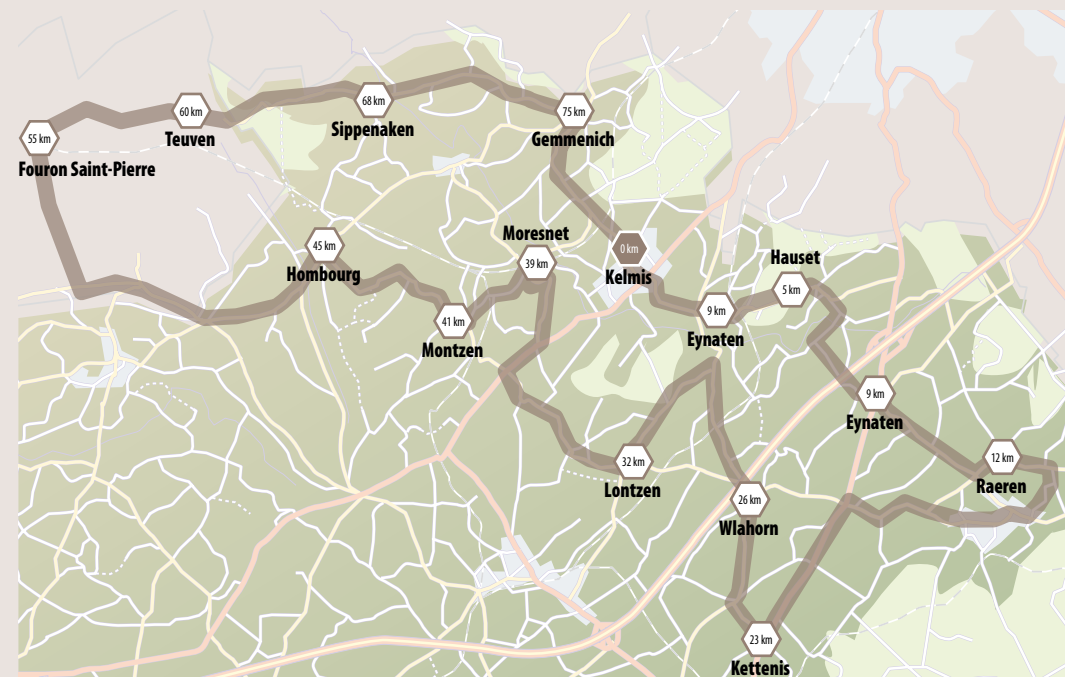 60 km
Teuven
68 km
Sippenaken
75 km
Gemmenich
55 km
Fouron Saint-Pierre
45 km
Hombourg
Moresnet
39 km
0 km
Kelmis
Hauset
5 km
9 km
Eynaten
41 km
Montzen
9 km
Eynaten
32 km
Lontzen
12 km
Raeren
26 km
Wlahorn
23 km
Kettenis